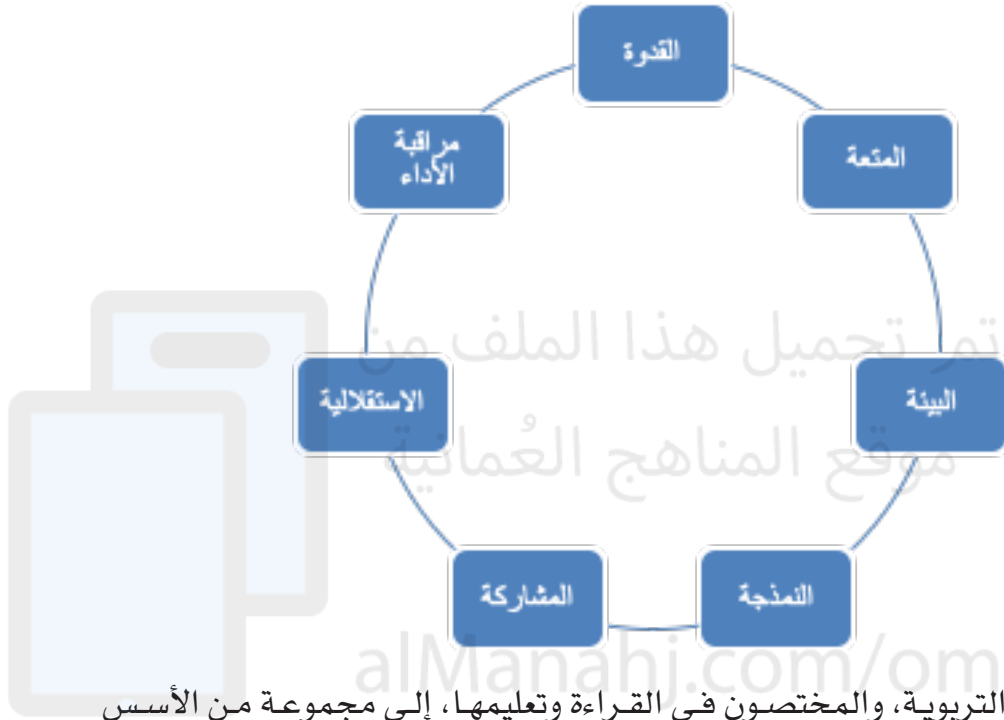 القدوة
المتعة
مراقبة
الأداء
تم تحميل هذا الملف من
البيئة
الاستقلالية
موقع المناهج العُمانية
النمذجة
المشاركة
alManahj.com/om
التربوية، والمختصون في القراءة وتعليمها، إلى مجموعة من الأسس